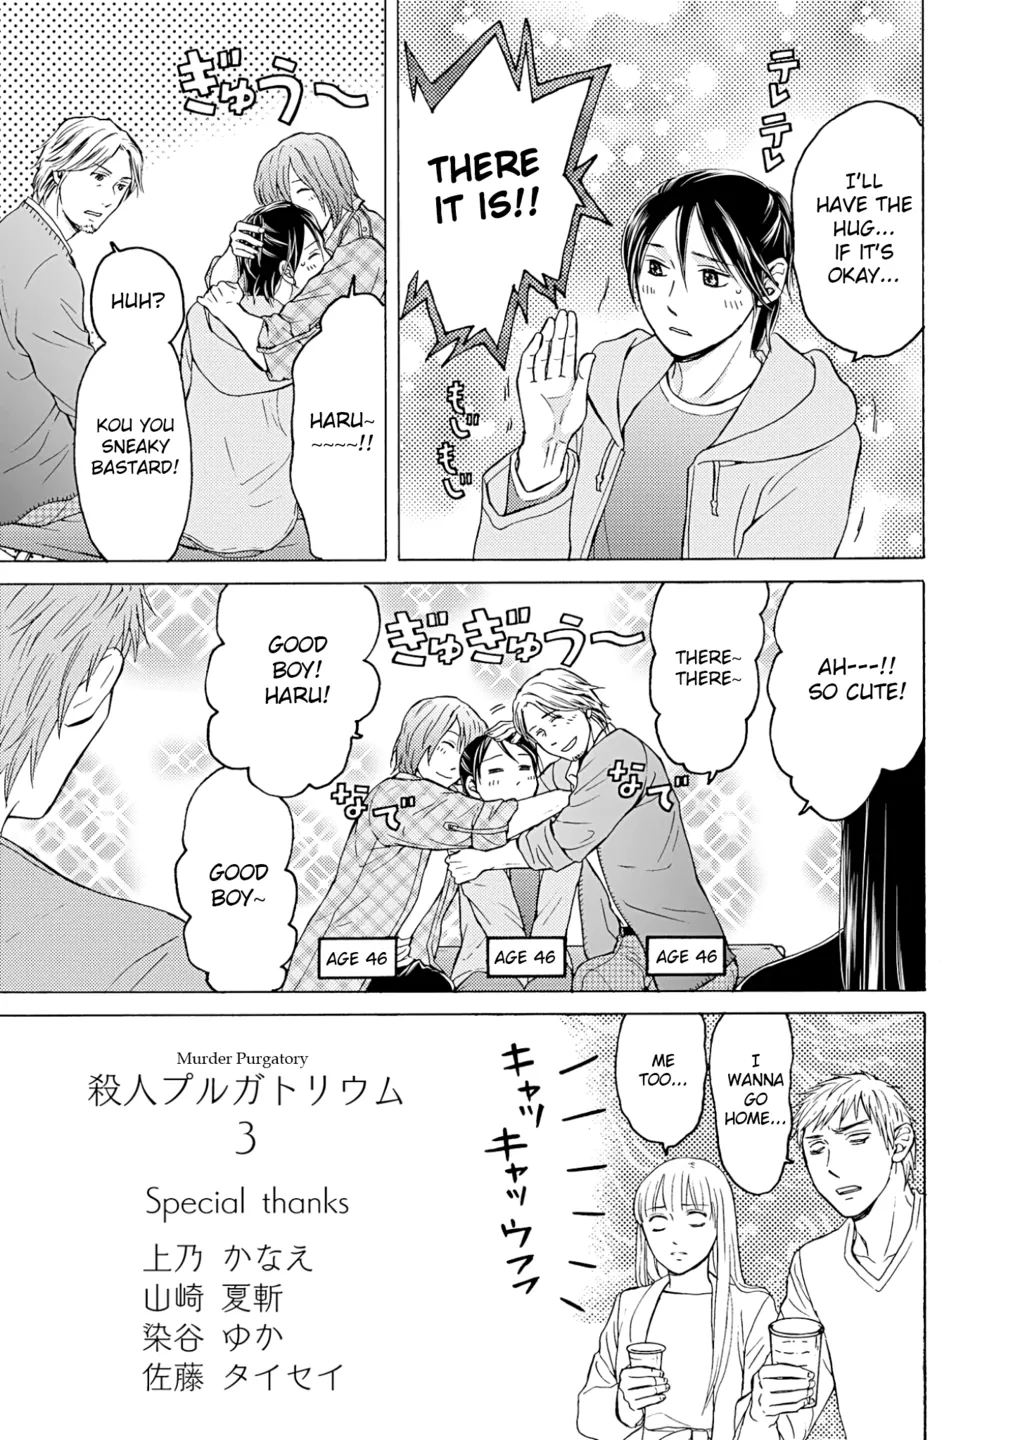 テレテレ
I'LL
HAVE THE
HUG...
IF IT'S
OKAY...
THERE
IT IS!!
もじもじ
ぎゅう〜
HARU~
~~~~!!
HUH?
KOU YOU
SNEAKY
BASTARD!
AH---!!
SO CUTE!
THERE~
THERE~
ぎゅぎゅう〜
GOOD
BOY!
HARU!
なで
なで
GOOD
BOY~
AGE 46
AGE 46
AGE 46
I
WANNA
GO
HOME...
ME
TOO...
キャッキャッウフフ
Murder Purgatory
殺人プルガトリウム
3
Special thanks
上乃 かなえ
山崎 夏斬
染谷 ゆか
佐藤 タイセイ